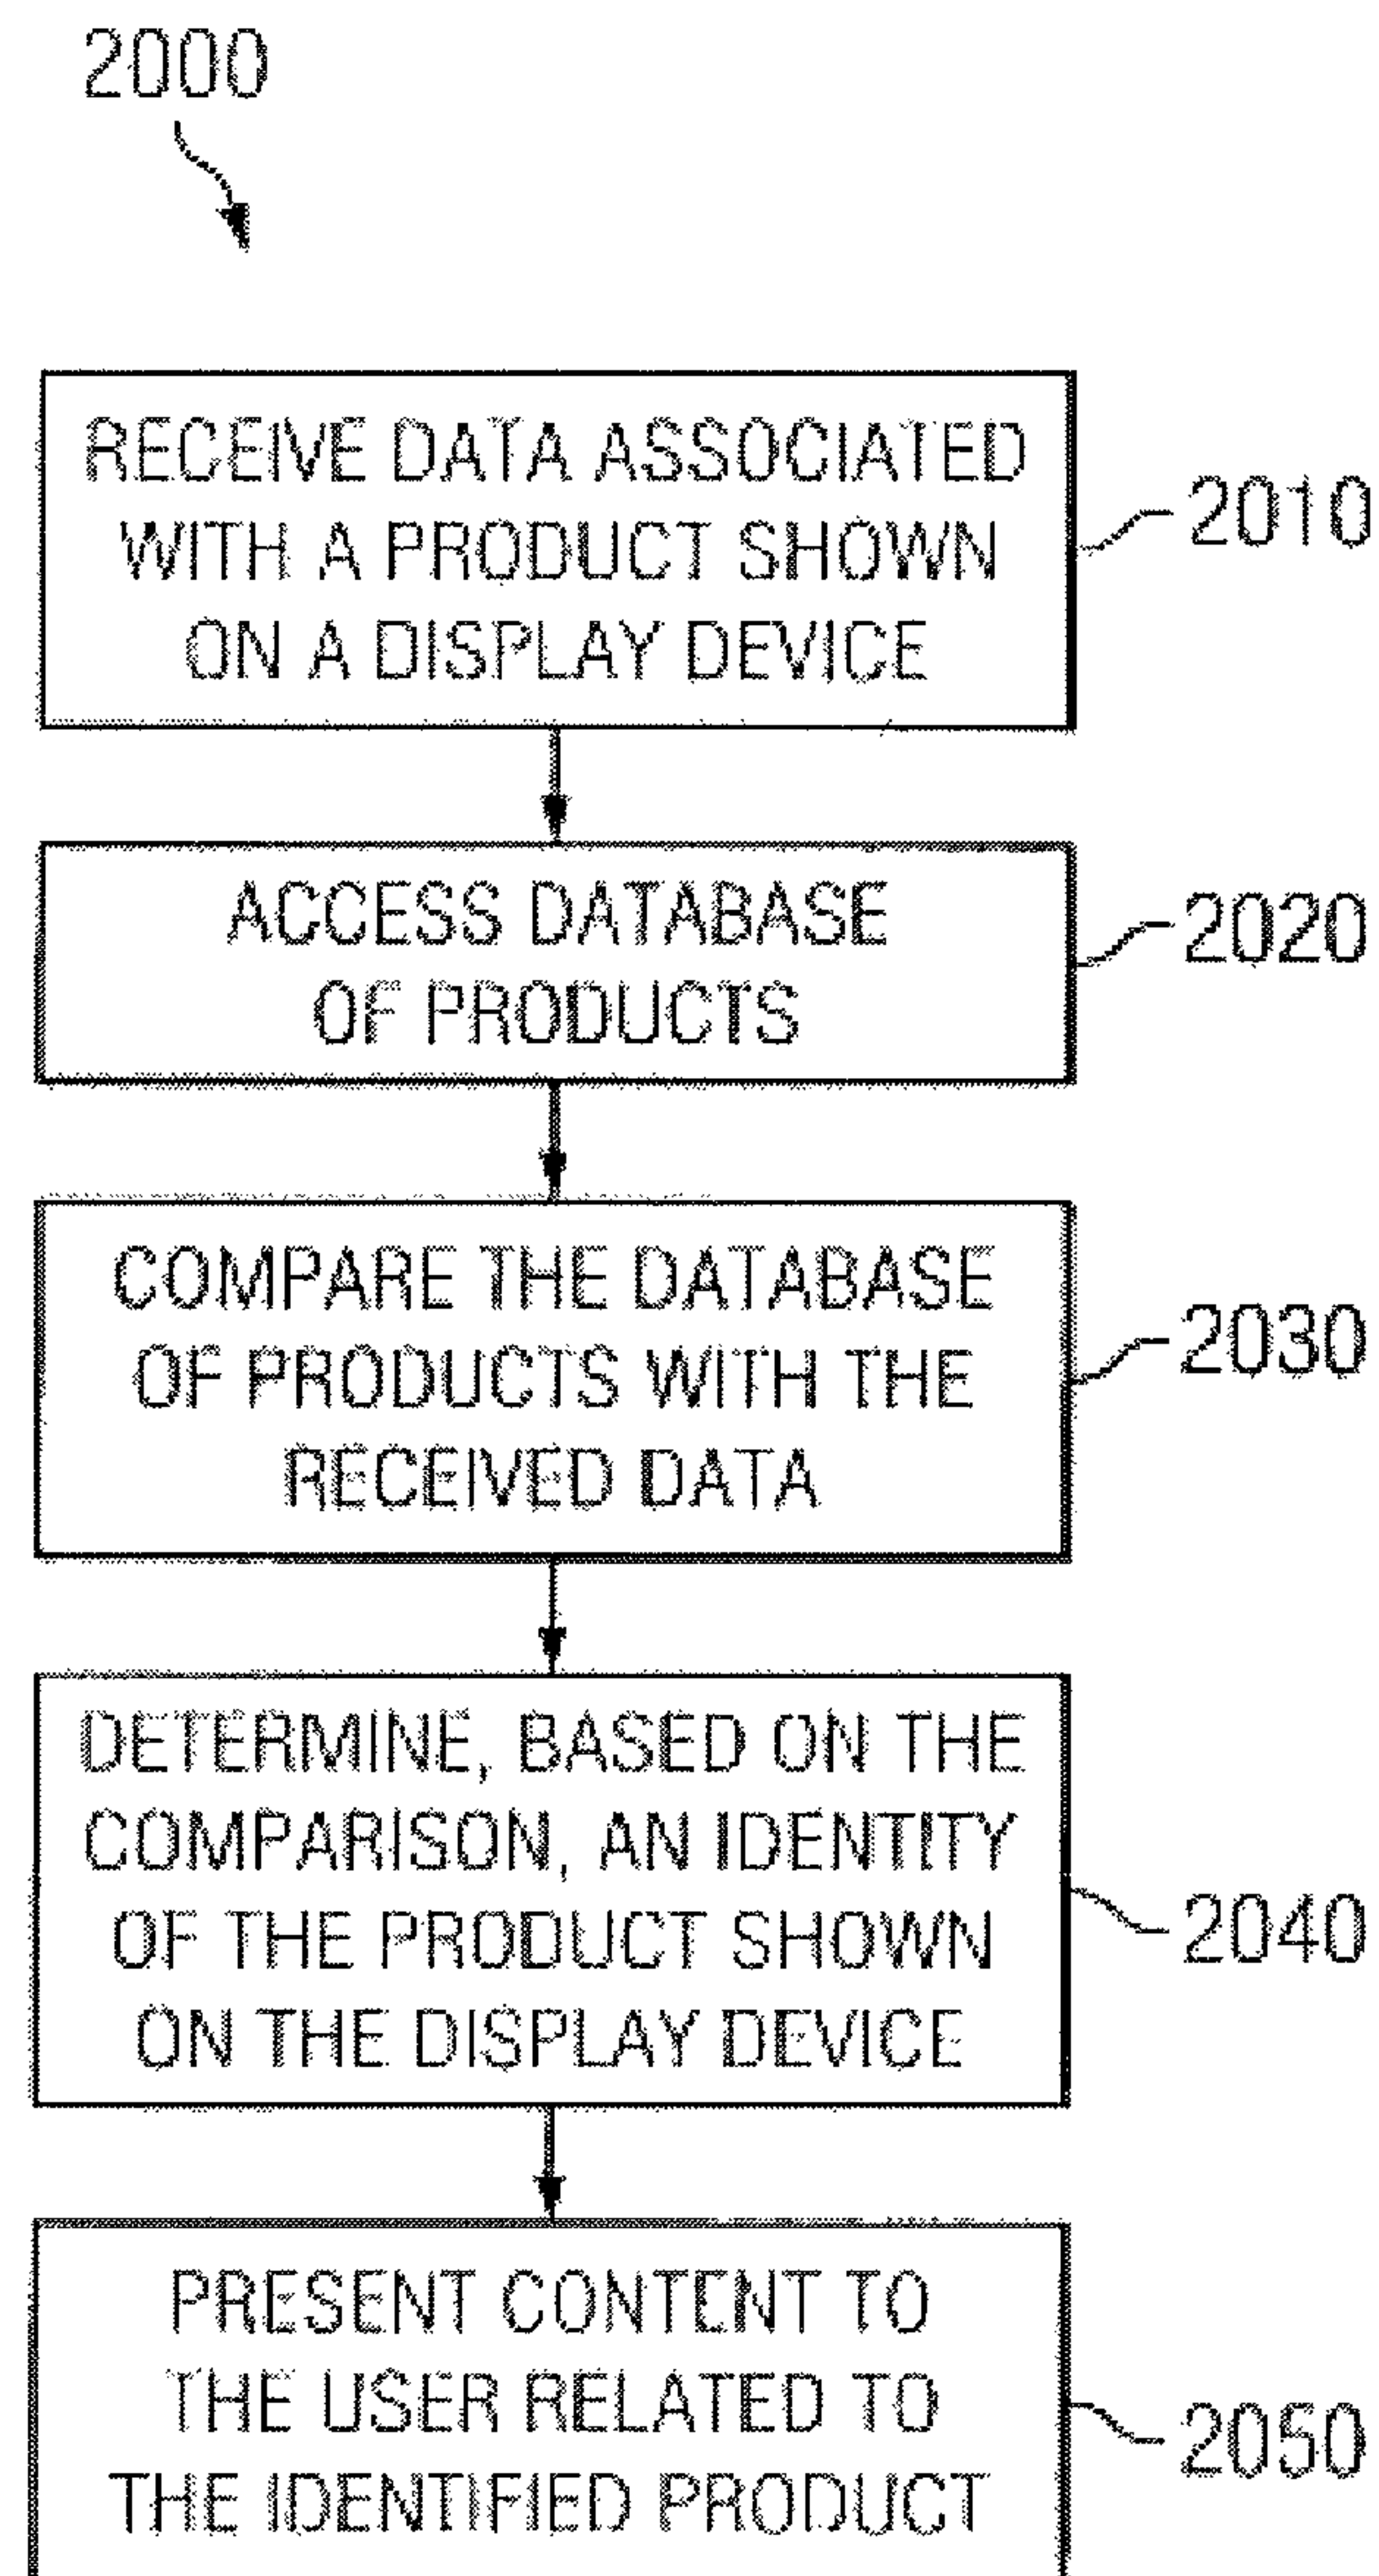 2000
RECEIVE DATA ASSOCIATED
WITH A PRODUCT SHOWN
ON A DISPLAY DEVICE
2010
ACCESS DATABASE
OF PRODUCTS
2020
COMPARE THE DATABASE
OF PRODUCTS WITH THE
RECEIVED DATA
2030
DETERMINE, BASED ON THE
COMPARISON, AN IDENTITY
OF THE PRODUCT SHOWN
ON THE DISPLAY DEVICE
2040
PRESENT CONTENT TO
THE USER RELATED TO
THE IDENTIFIED PRODUCT
2050